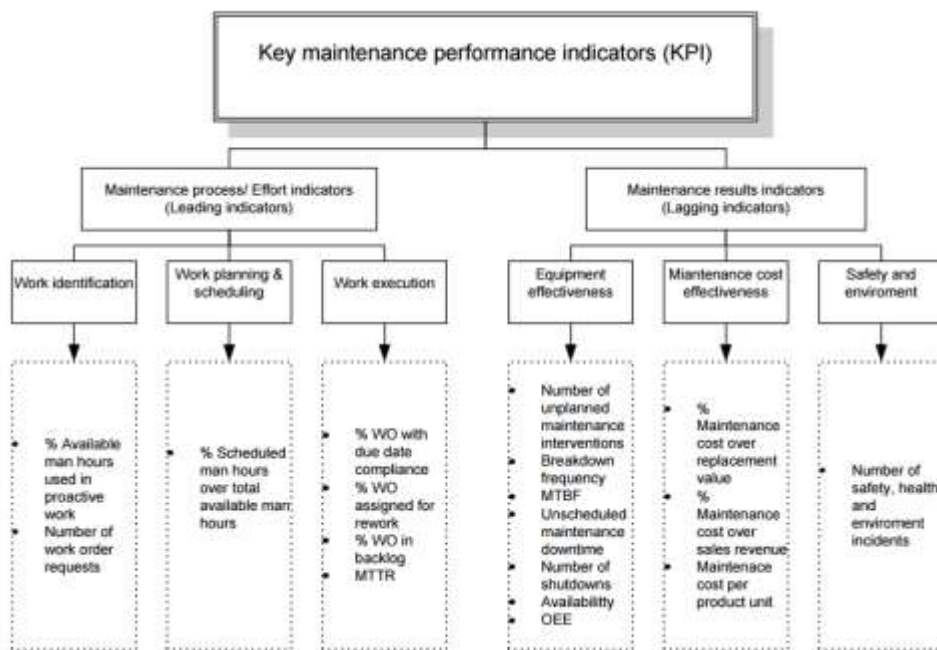 Key maintenance performance indicators (KPI)
Maintenance process/ Effort indicators
(Leading indicators)
Maintenance results indicators
(Lagging indicators)
Work identification
Work planning &
scheduling
Work execution
Equipment
effectiveness
Miantenance cost
effectiveness
Safety and
enviroment
• % Available
man hours
used in
proactive
work
• Number of
work order
requests
• % Scheduled
man hours
over total
available man
hours
• % WO with
due date
compliance
• % WO
assigned for
rework
• % WO in
backlog
• MTTR
• Number of
unplanned
maintenance
interventions
• Breakdown
frequency
• MTBF
• Unscheduled
maintenance
downtime
• Number of
shutdowns
• Availabiltty
• OEE
• %
Maintenance
cost over
replacement
value
• %
Maintenance
cost over
sales revenue
• Maintenace
cost per
product unit
• Number of
safety, health
and
enviroment
incidents